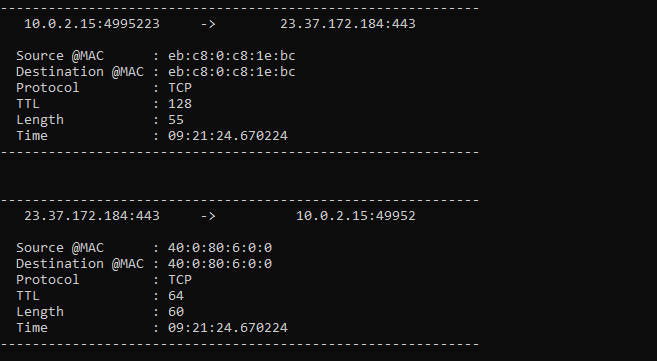 --------------------------------------------------------------
10.0.2.15:4995223 -> 23.37.172.184:443
Source @MAC : eb:c8:0:c8:1e:bc
Destination @MAC : eb:c8:0:c8:1e:bc
Protocol : TCP
TTL : 128
Length : 55
Time : 09:21:24.670224
--------------------------------------------------------------
--------------------------------------------------------------
23.37.172.184:443 -> 10.0.2.15:49952
Source @MAC : 40:0:80:6:0:0
Destination @MAC : 40:0:80:6:0:0
Protocol : TCP
TTL : 64
Length : 60
Time : 09:21:24.670224
--------------------------------------------------------------